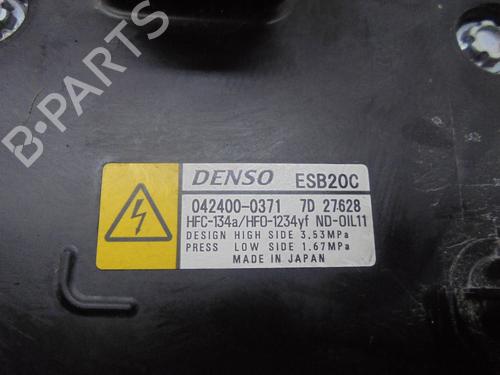 B-PARTS
DENSO ESB20C
042400-0371 7D 27628
HFC-134a/HFO-1234yf ND-OIL11
DESIGN HIGH SIDE 3.53MPa
PRESS LOW SIDE 1.67MPa
MADE IN JAPAN